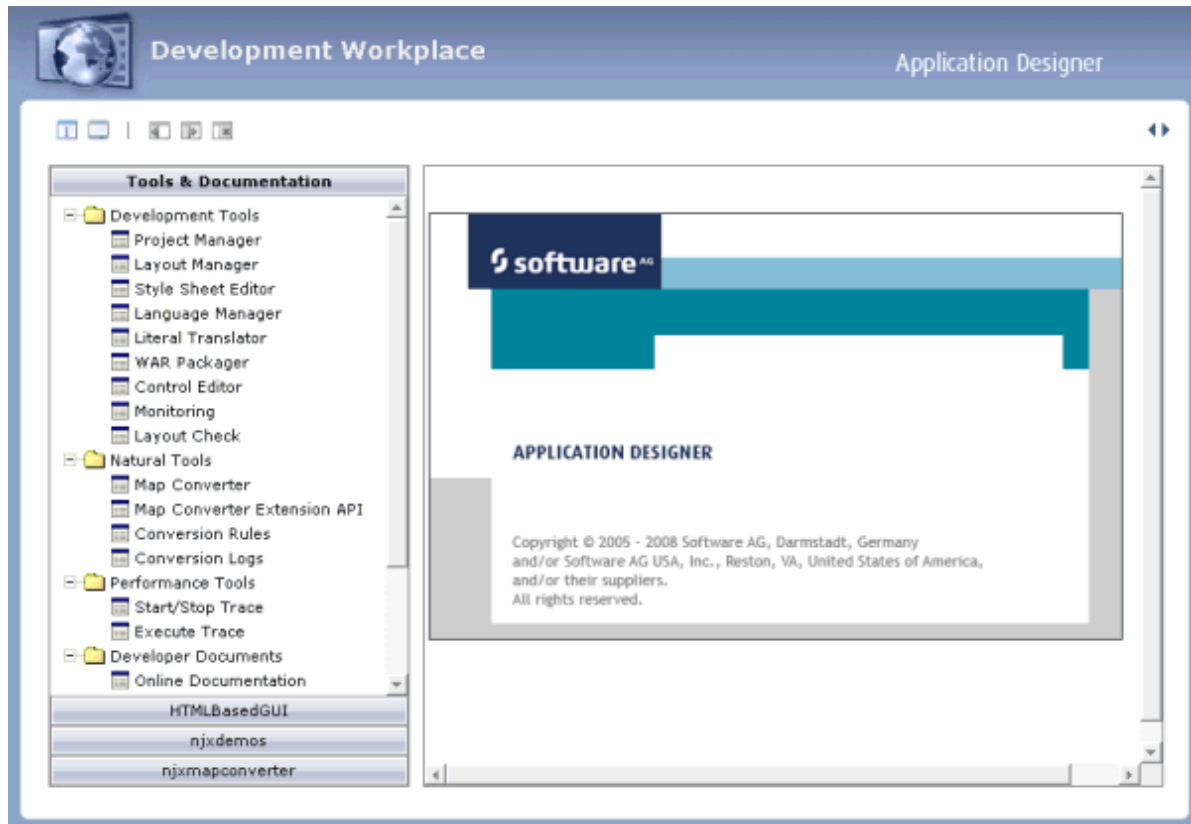 Development Workplace
Application Designer
Tools & Documentation
Development Tools
Project Manager
Layout Manager
Style Sheet Editor
Language Manager
Literal Translator
WAR Packager
Control Editor
Monitoring
Layout Check
Natural Tools
Map Converter
Map Converter Extension API
Conversion Rules
Conversion Logs
Performance Tools
Start/Stop Trace
Execute Trace
Developer Documents
Online Documentation
HTMLBasedGUI
njxdemos
njxmapconverter
software AG
APPLICATION DESIGNER
Copyright © 2005 - 2008 Software AG, Darmstadt, Germany
and/or Software AG USA, Inc., Reston, VA, United States of America,
and/or their suppliers.
All rights reserved.